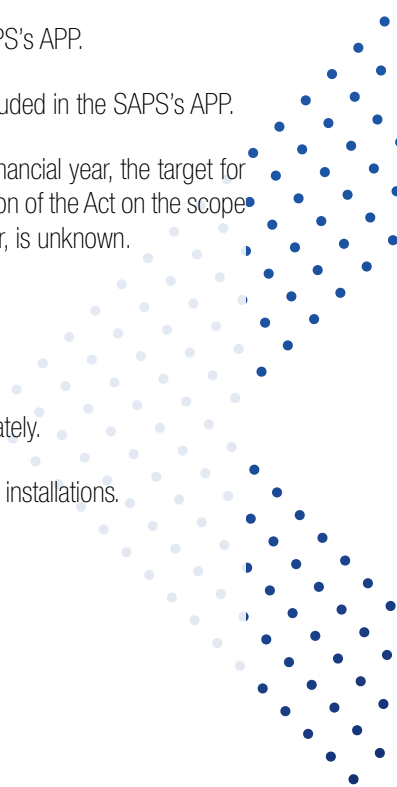 PS's APP.
uded in the SAPS's APP.
nancial year, the target for
on of the Act on the scope
r, is unknown.
ately.
installations.